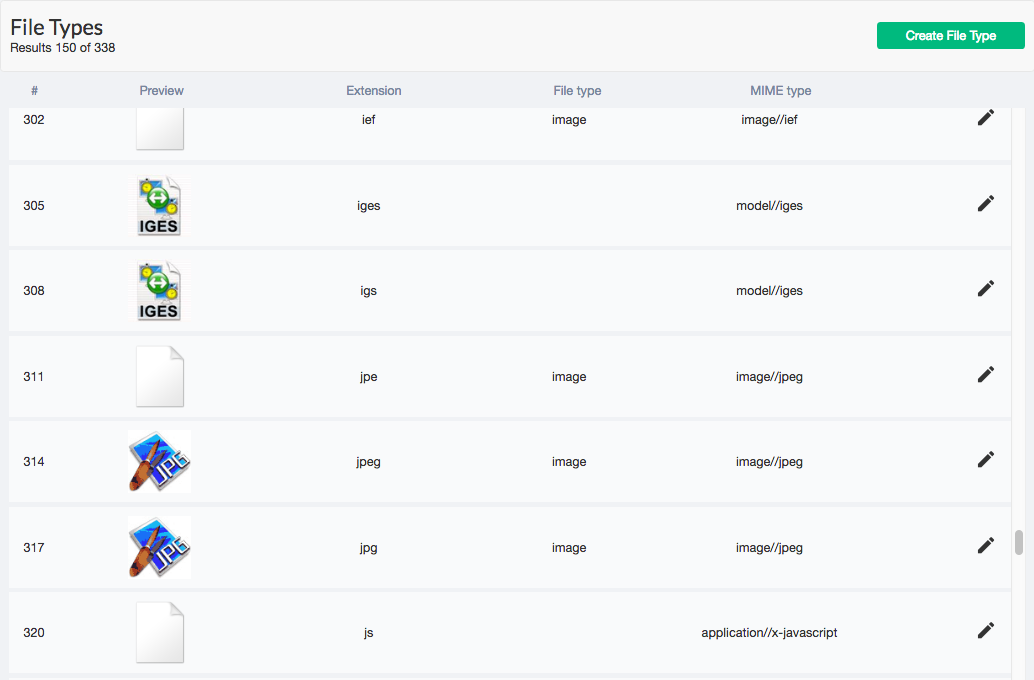 File Types
Results 150 of 338
Create File Type
# Preview Extension File type MIME type
302 ief image image//ief
305 IGES iges model//iges
308 IGES igs model//iges
311 jpe image image//jpeg
314 JPG jpeg image image//jpeg
317 JPG jpg image image//jpeg
320 js application//x-javascript